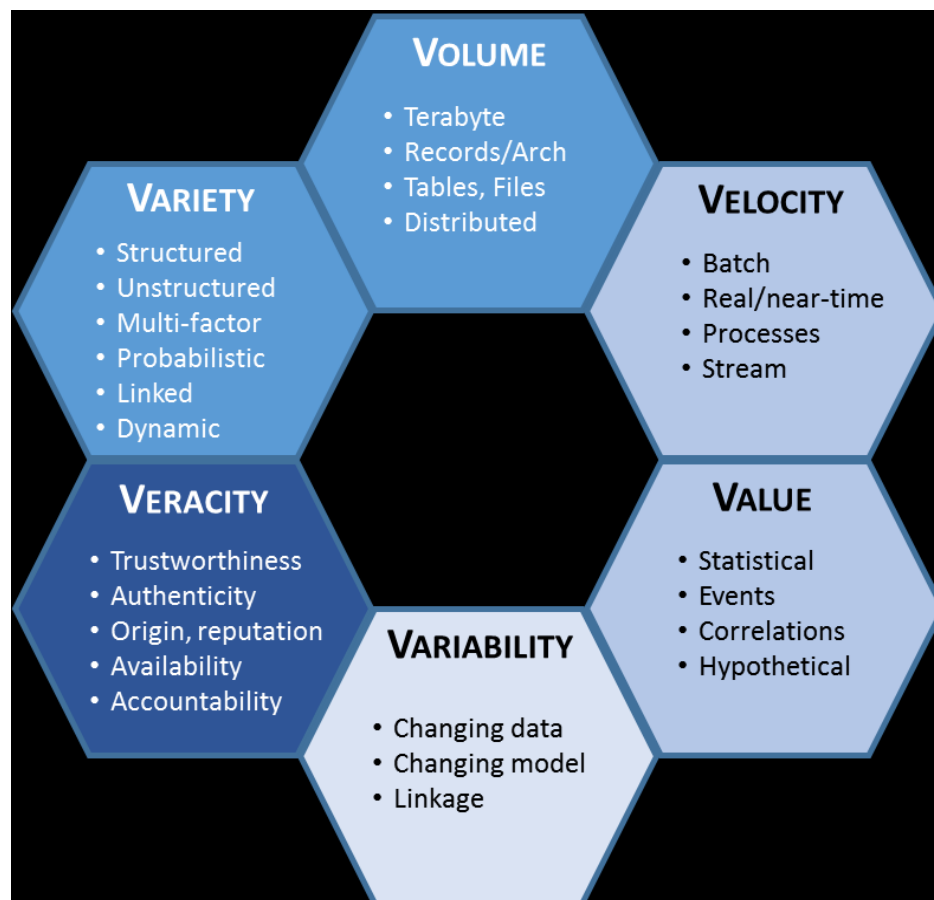 VOLUME
• Terabyte
• Records/Arch
• Tables, Files
• Distributed
VELOCITY
• Batch
• Real/near-time
• Processes
• Stream
VALUE
• Statistical
• Events
• Correlations
• Hypothetical
VARIABILITY
• Changing data
• Changing model
• Linkage
VERACITY
• Trustworthiness
• Authenticity
• Origin, reputation
• Availability
• Accountability
VARIETY
• Structured
• Unstructured
• Multi-factor
• Probabilistic
• Linked
• Dynamic